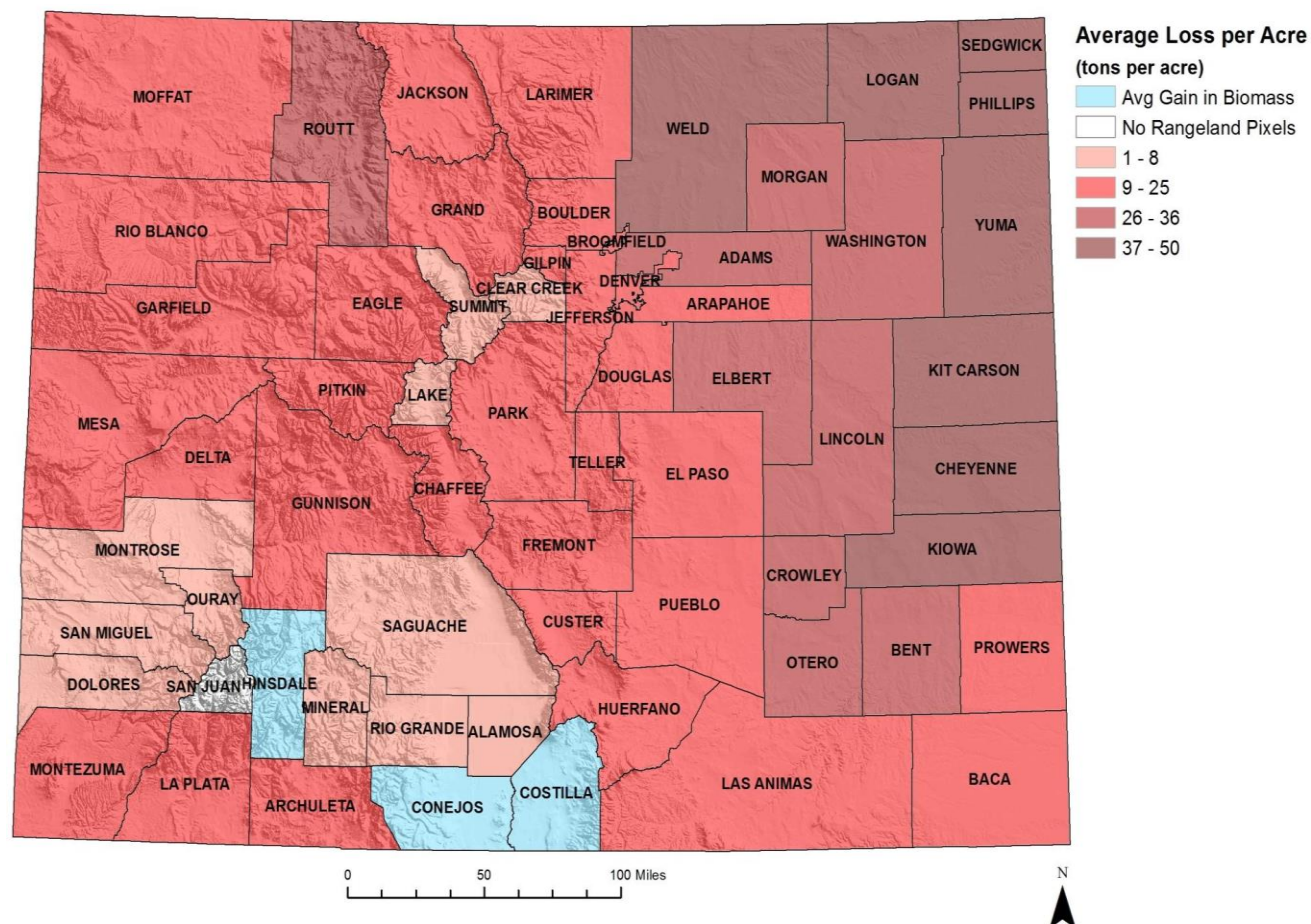 Average Loss per Acre
(tons per acre)
Avg Gain in Biomass
No Rangeland Pixels
1 - 8
9 - 25
26 - 36
37 - 50
SEDGWICK
LOGAN
MOFFAT
JACKSON
LARIMER
PHILLIPS
ROUTT
WELD
MORGAN
GRAND
BOULDER
RIO BLANCO
YUMA
BROOMFIELD
WASHINGTON
ADAMS
GILPIN
DENVER
CLEAR CREEK
EAGLE
SUMMIT
ARAPAHOE
GARFIELD
JEFFERSON
KIT CARSON
DOUGLAS
ELBERT
PITKIN
LAKE
PARK
MESA
LINCOLN
DELTA
TELLER
CHEYENNE
EL PASO
CHAFFEE
GUNNISON
FREMONT
MONTROSE
KIOWA
CROWLEY
OURAY
PUEBLO
CUSTER
SAGUACHE
SAN MIGUEL
PROWERS
BENT
OTERO
DOLORES
SAN JUAN
HINSDALE
MINERAL
HUERFANO
RIO GRANDE
ALAMOSA
MONTEZUMA
LA PLATA
LAS ANIMAS
BACA
COSTILLA
ARCHULETA
CONEJOS
0 50 100 Miles
N